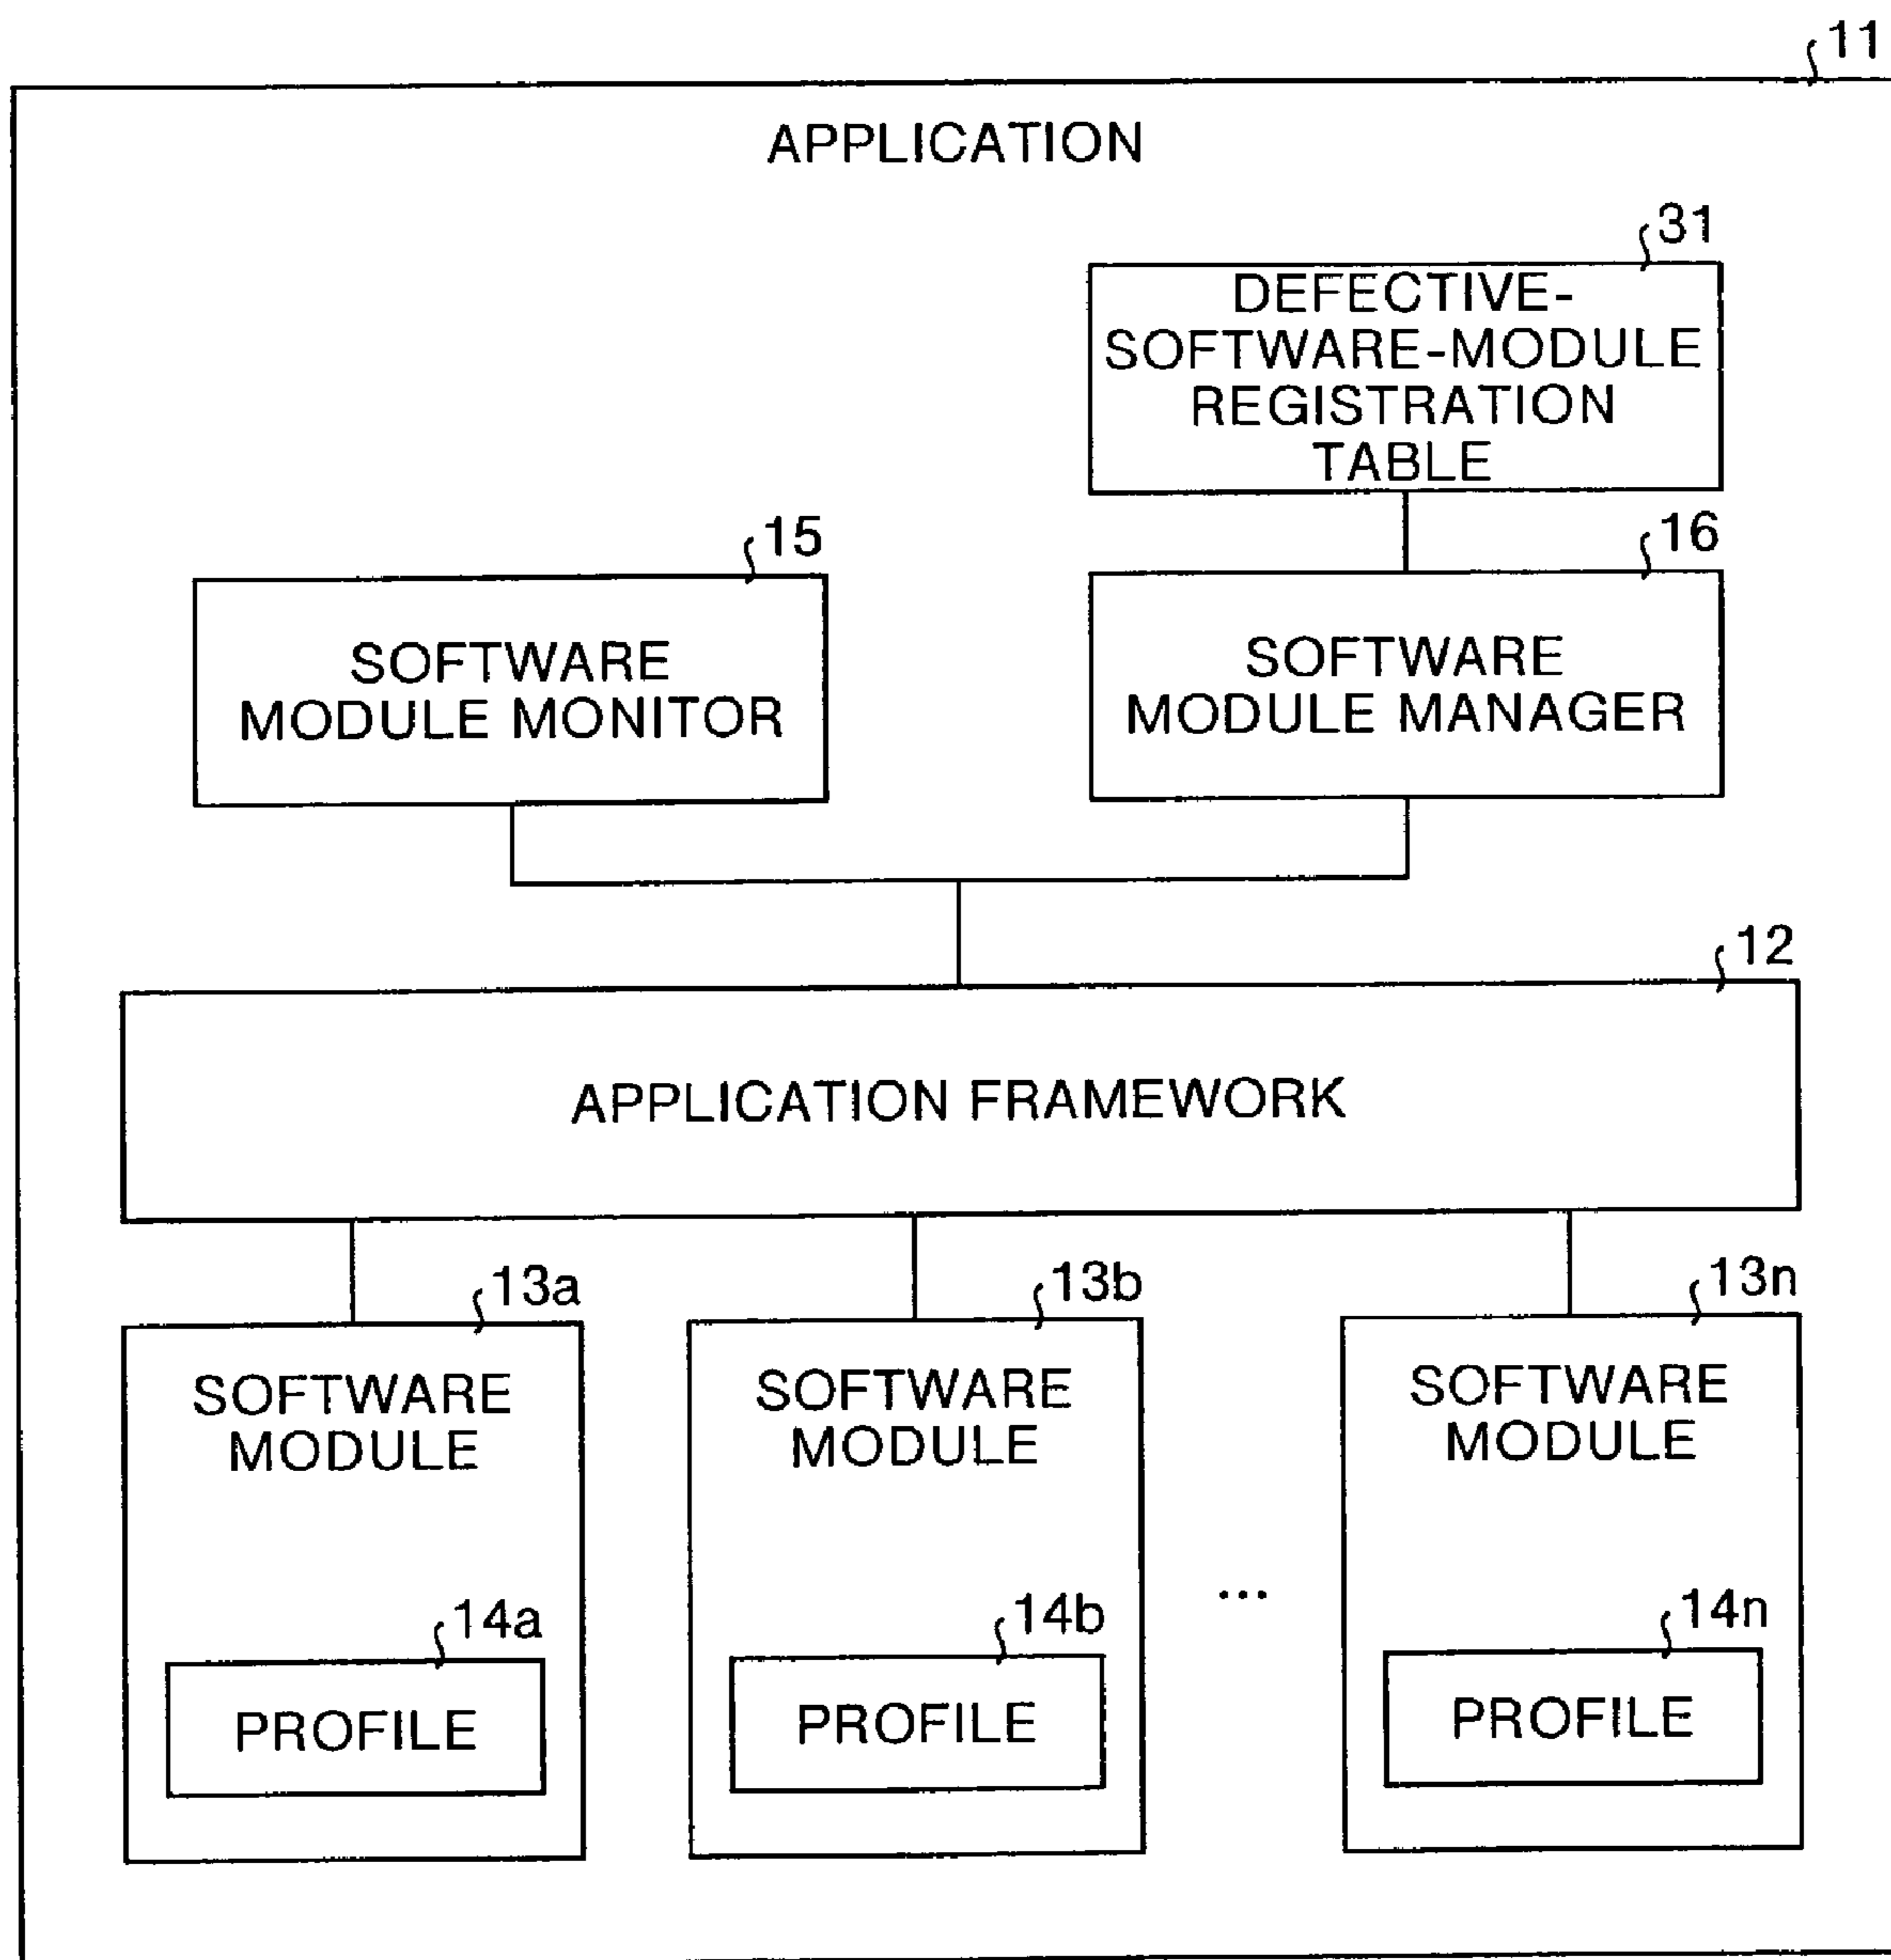 11
APPLICATION
31
DEFECTIVE-
SOFTWARE-MODULE
REGISTRATION
TABLE
15
16
SOFTWARE
MODULE MONITOR
SOFTWARE
MODULE MANAGER
12
APPLICATION FRAMEWORK
13a
13b
13n
SOFTWARE
MODULE
SOFTWARE
MODULE
SOFTWARE
MODULE
...
14a
14b
14n
PROFILE
PROFILE
PROFILE